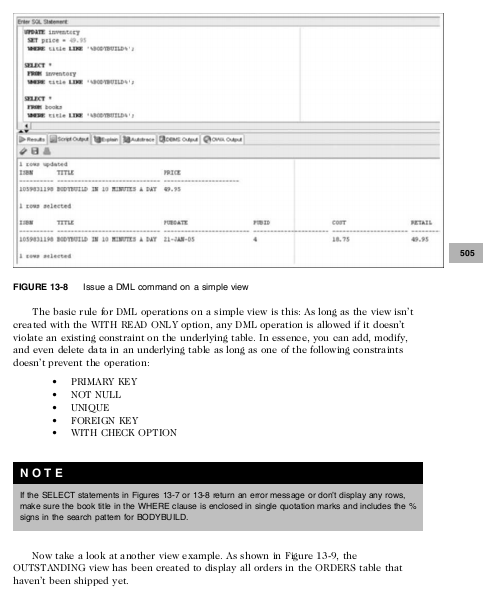 Enter SQL Statement:
UPDATE inventory
SET price = 49.95
WHERE title LIKE '%BODYBUILD%';
SELECT *
FROM inventory
WHERE title LIKE '%BODYBUILD%';
SELECT *
FROM books
WHERE title LIKE '%BODYBUILD%';
Results Script Output Explain Autotrace DBMS Output OWA Output
1 rows updated
ISBN TITLE PRICE
1059831198 BODYBUILD IN 10 MINUTES A DAY 49.95
1 rows selected
ISBN TITLE PUBDATE PUBID COST RETAIL
1059831198 BODYBUILD IN 10 MINUTES A DAY 21-JAN-05 4 18.75 49.95
1 rows selected
505
FIGURE 13-8 Issue a DML command on a simple view
The basic rule for DML operations on a simple view is this: As long as the view isn't
created with the WITH READ ONLY option, any DML operation is allowed if it doesn't
violate an existing constraint on the underlying table. In essence, you can add, modify,
and even delete data in an underlying table as long as one of the following constraints
doesn't prevent the operation:
• PRIMARY KEY
• NOT NULL
• UNIQUE
• FOREIGN KEY
• WITH CHECK OPTION
NOTE
If the SELECT statements in Figures 13-7 or 13-8 return an error message or don't display any rows,
make sure the book title in the WHERE clause is enclosed in single quotation marks and includes the %
signs in the search pattern for BODYBUILD.
Now take a look at another view example. As shown in Figure 13-9, the
OUTSTANDING view has been created to display all orders in the ORDERS table that
haven't been shipped yet.